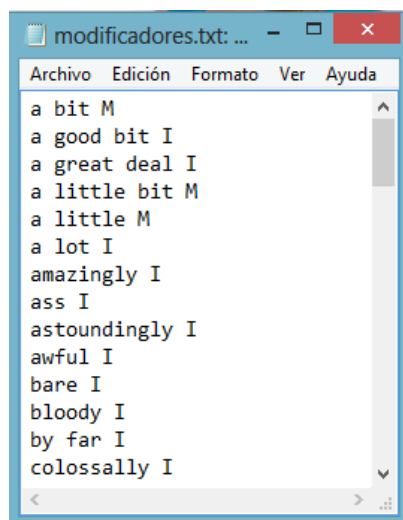 modificadores.txt: ...
Archivo Edición Formato Ver Ayuda
a bit M
a good bit I
a great deal I
a little bit M
a little M
a lot I
amazingly I
ass I
astoundingly I
awful I
bare I
bloody I
by far I
colossally I